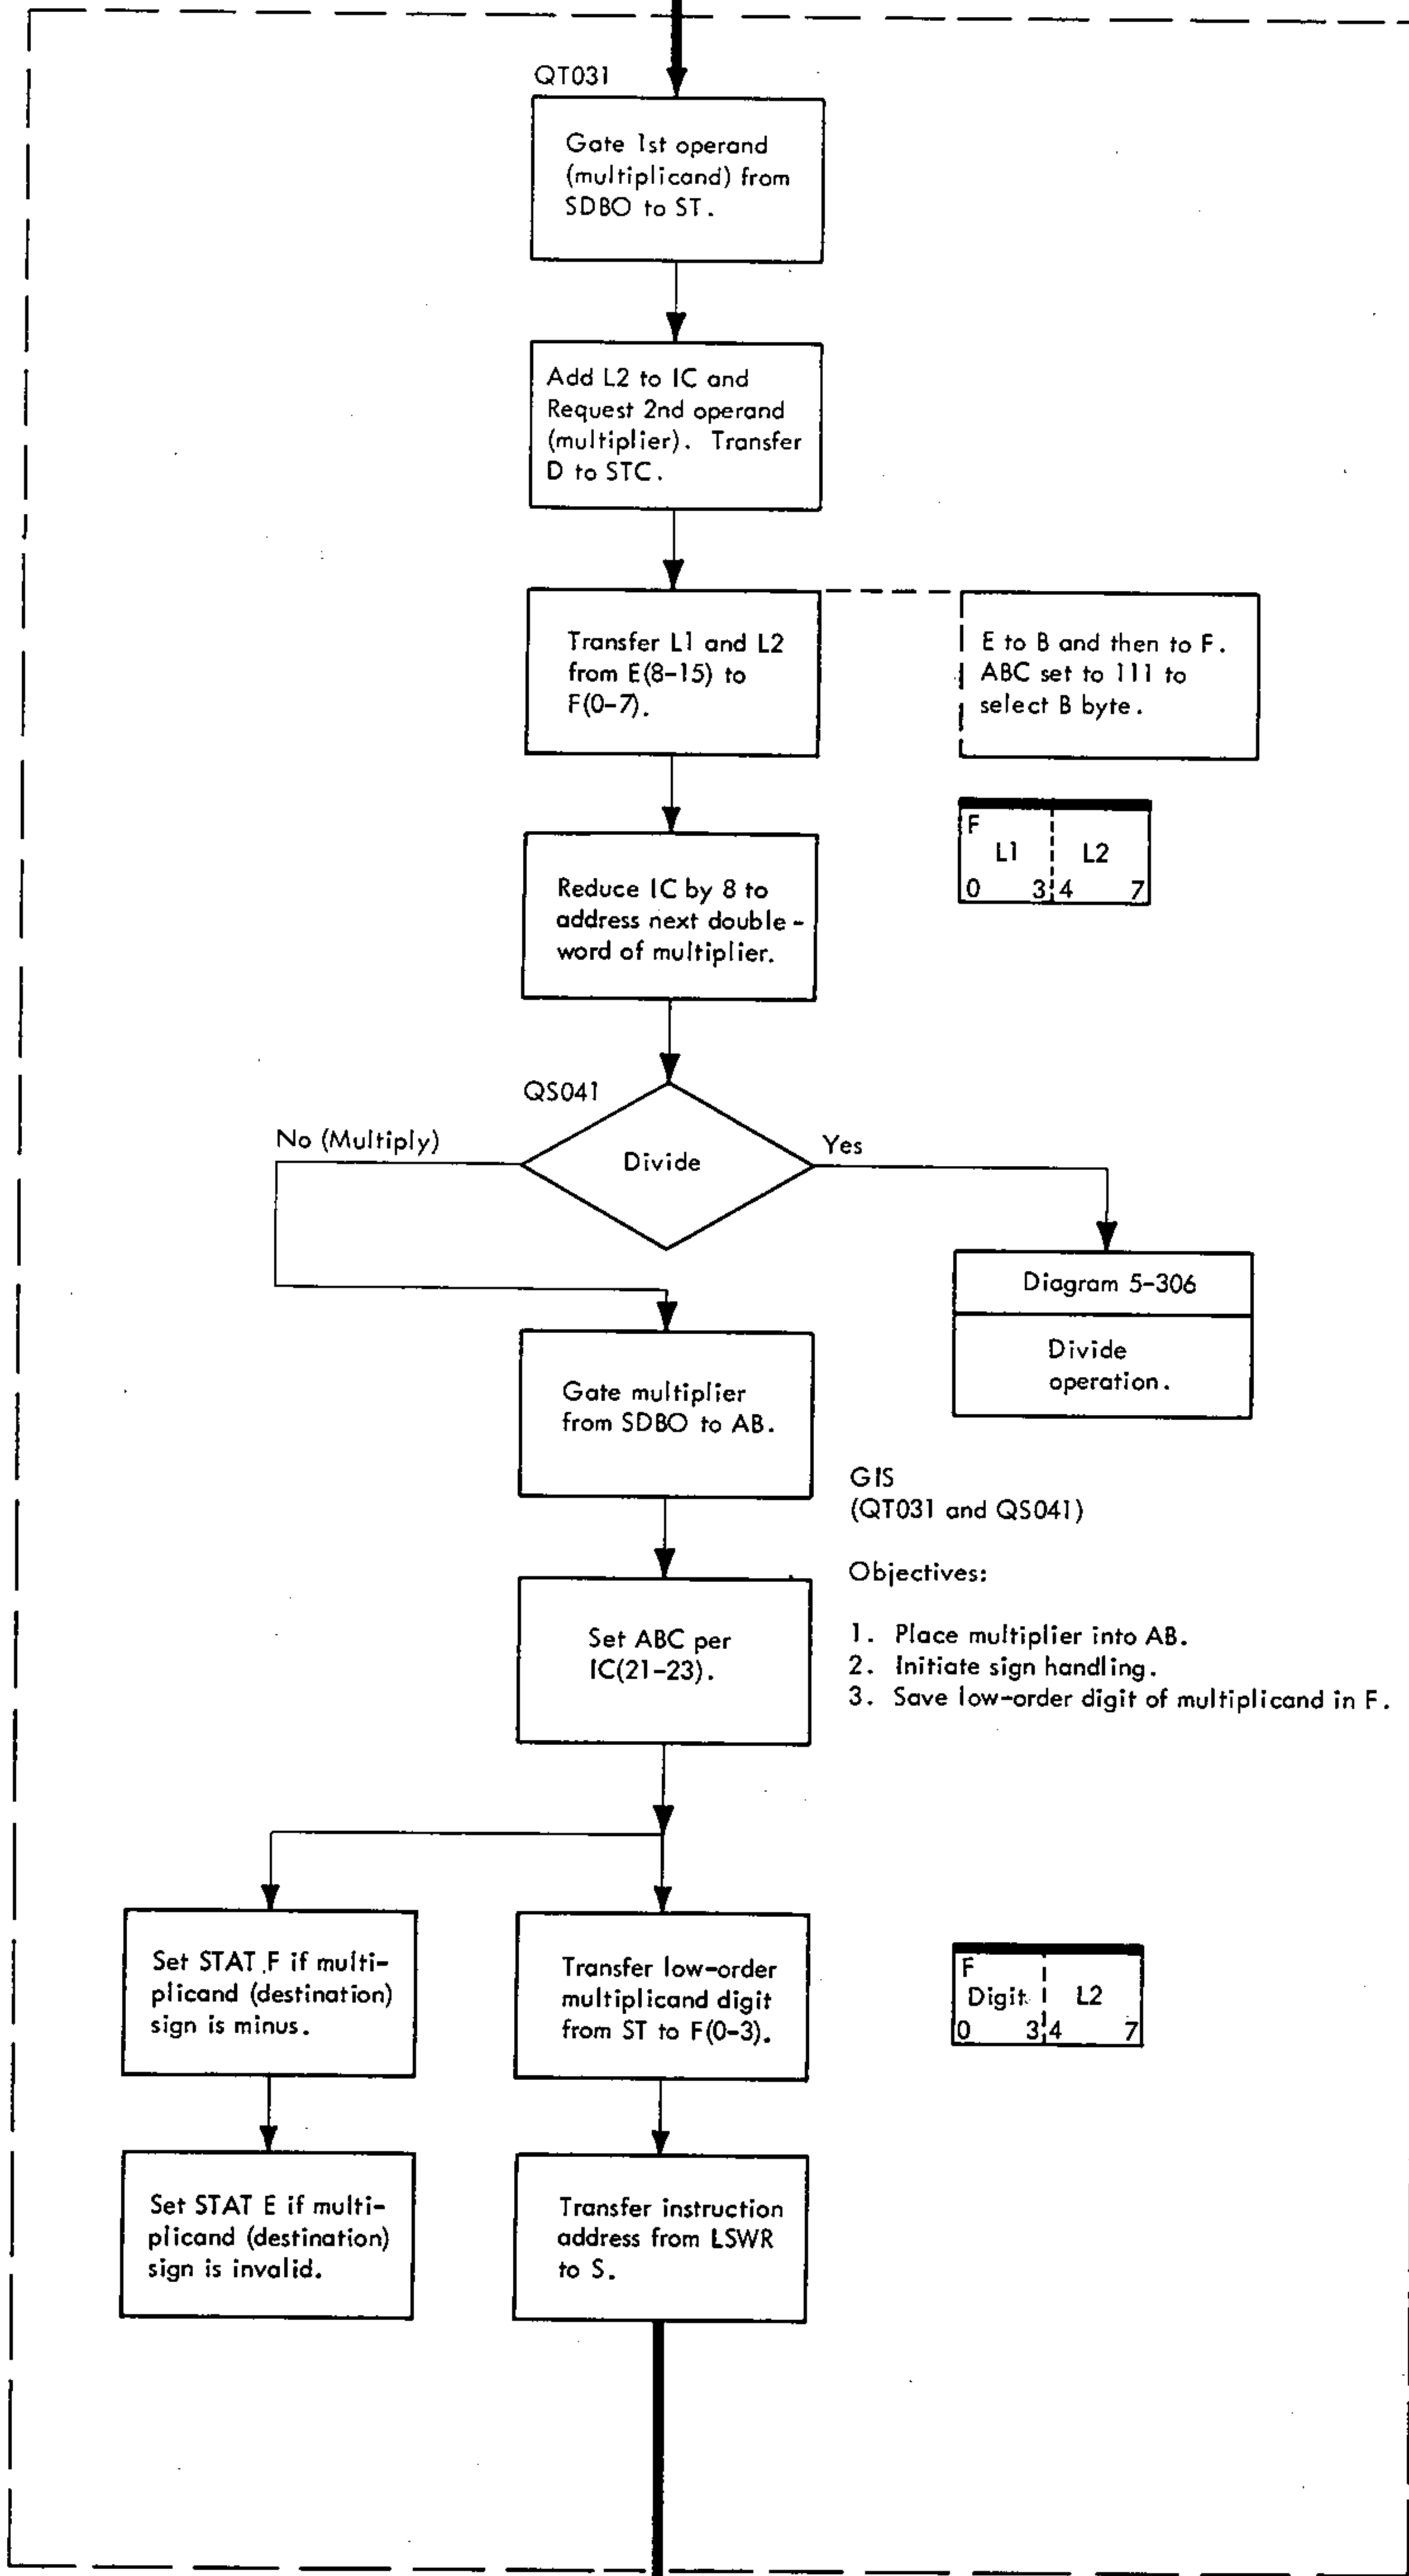 QT031
Gate 1st operand
(multiplicand) from
SDBO to ST.
Add L2 to IC and
Request 2nd operand
(multiplier). Transfer
D to STC.
Transfer L1 and L2
from E(8-15) to
F(0-7).
E to B and then to F.
ABC set to 111 to
select B byte.
F
L1 L2
0 3 4 7
Reduce IC by 8 to
address next double-
word of multiplier.
QS041
No (Multiply)
Divide
Yes
Diagram 5-306
Divide
operation.
Gate multiplier
from SDBO to AB.
GIS
(QT031 and QS041)
Objectives:
1. Place multiplier into AB.
2. Initiate sign handling.
3. Save low-order digit of multiplicand in F.
Set ABC per
IC(21-23).
Set STAT F if multi-
plicand (destination)
sign is minus.
Transfer low-order
multiplicand digit
from ST to F(0-3).
F
Digit L2
0 3 4 7
Set STAT E if multi-
plicand (destination)
sign is invalid.
Transfer instruction
address from LSWR
to S.